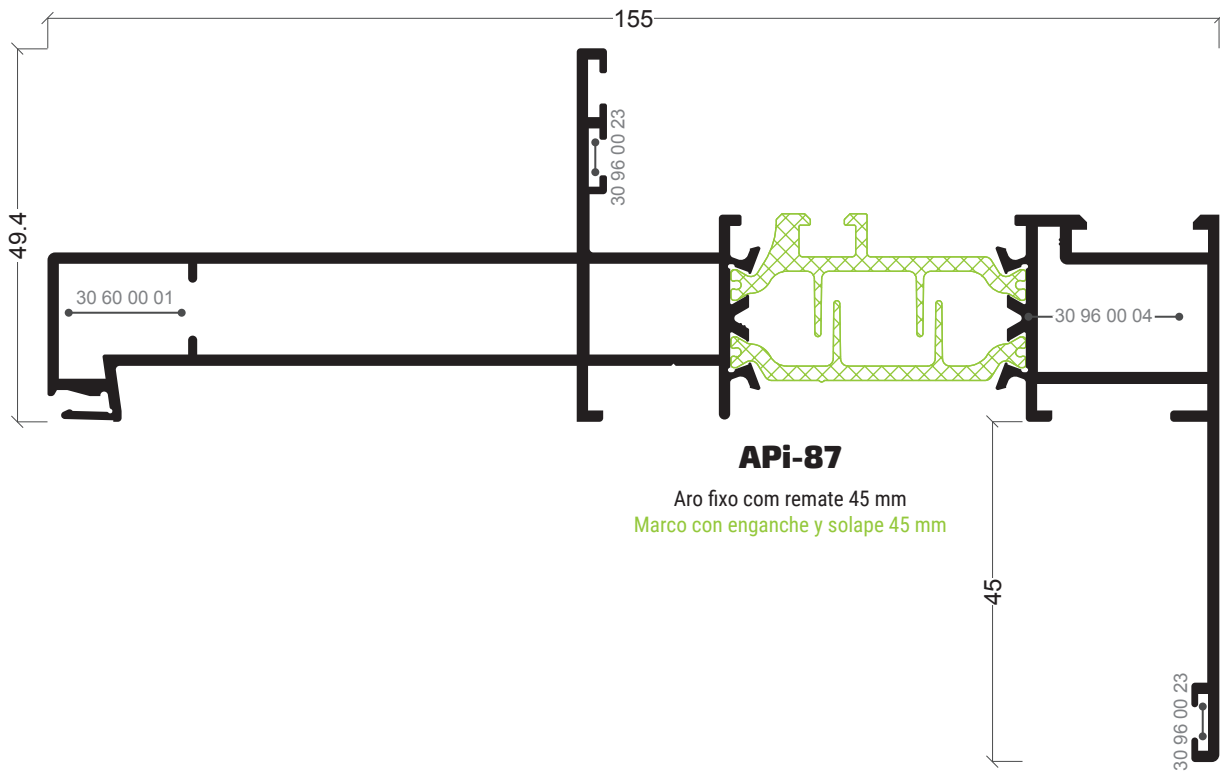 155
49.4
30 96 00 23
30 60 00 01
30 96 00 04
APi-87
Aro fixo com remate 45 mm
Marco con enganche y solape 45 mm
45
30 96 00 23